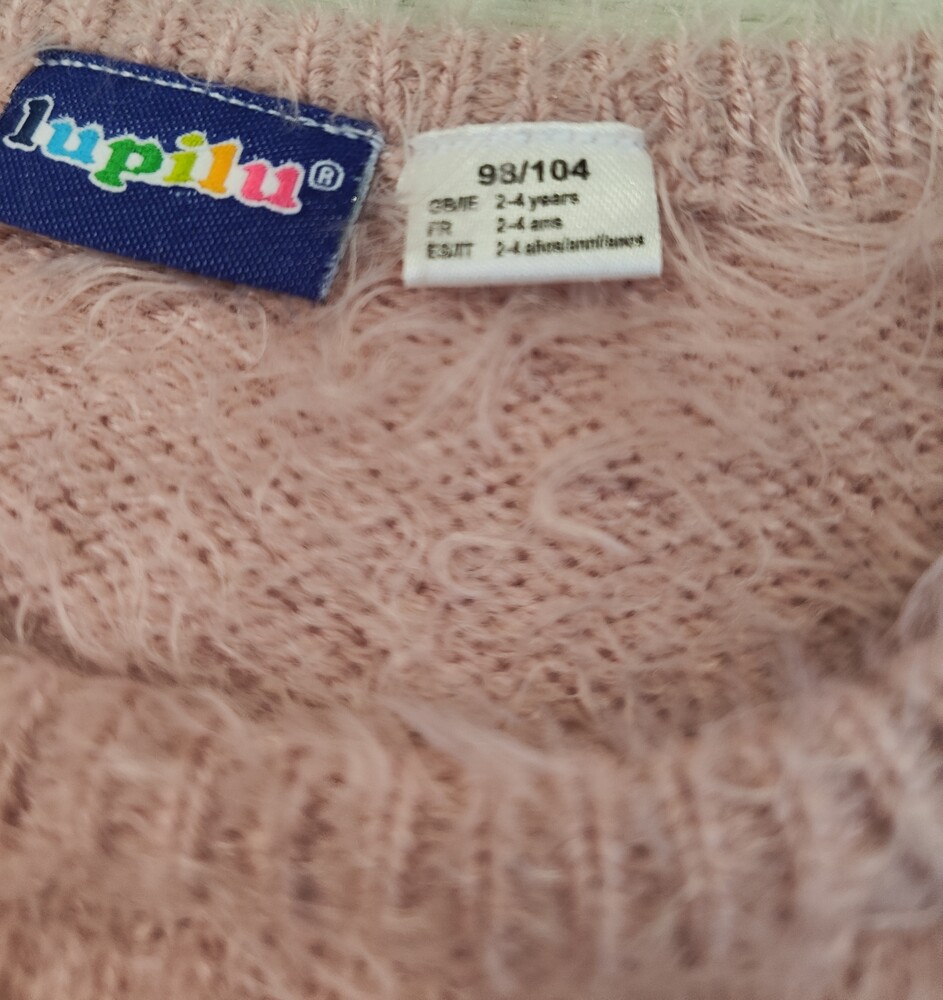 lupilu®
98/104
GB/IE 2-4 years
FR 2-4 ans
ES/IT 2-4 años/anni/anos